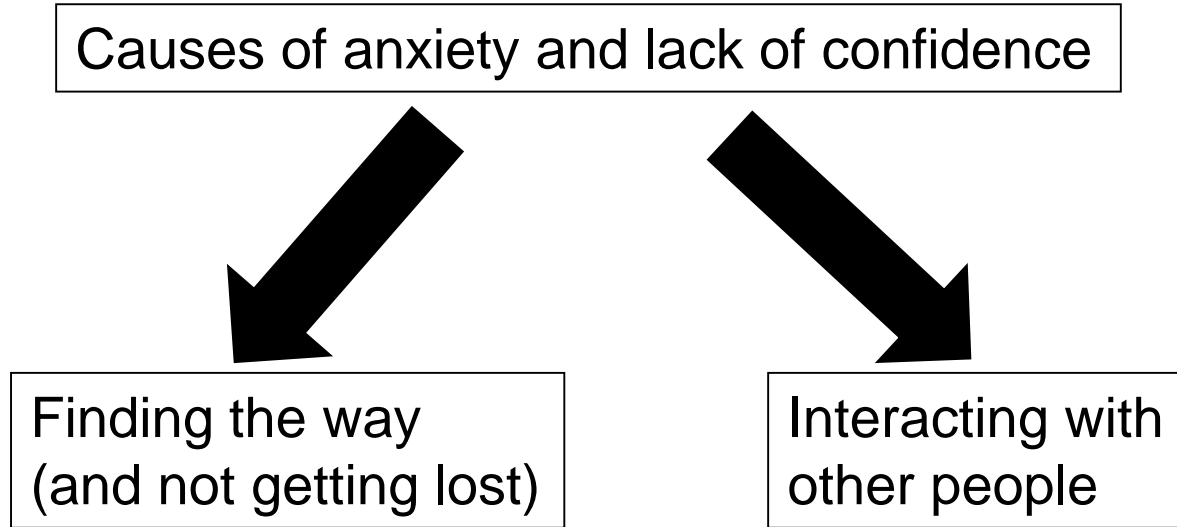 Causes of anxiety and lack of confidence
Finding the way
(and not getting lost)
Interacting with
other people